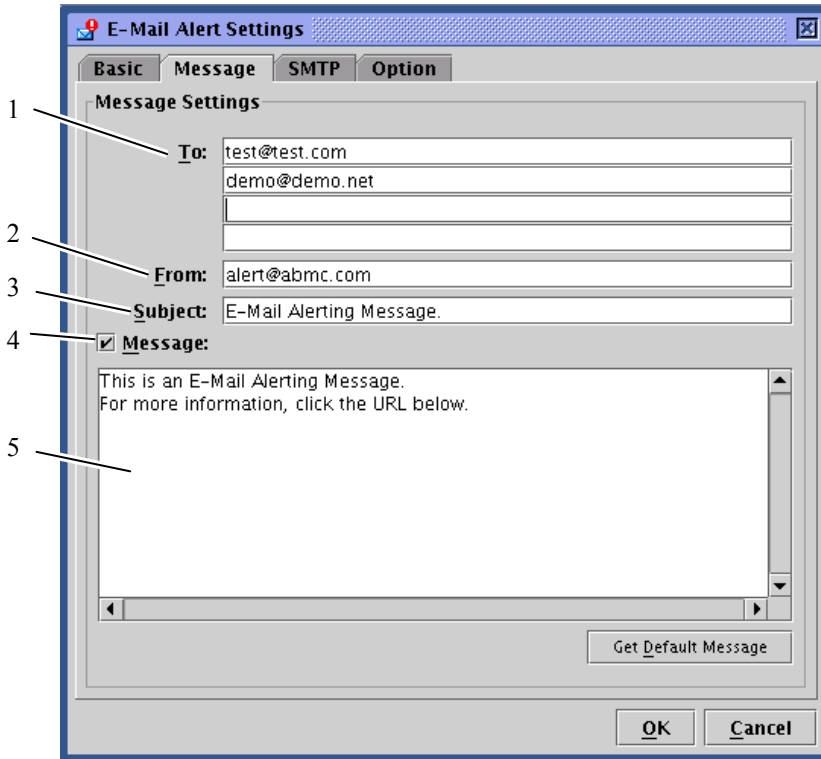 E-Mail Alert Settings
Basic Message SMTP Option
Message Settings
1
To: test@test.com
demo@demo.net
2
From: alert@abmc.com
3
Subject: E-Mail Alerting Message.
4
Message:
This is an E-Mail Alerting Message.
For more information, click the URL below.
5
Get Default Message
OK Cancel